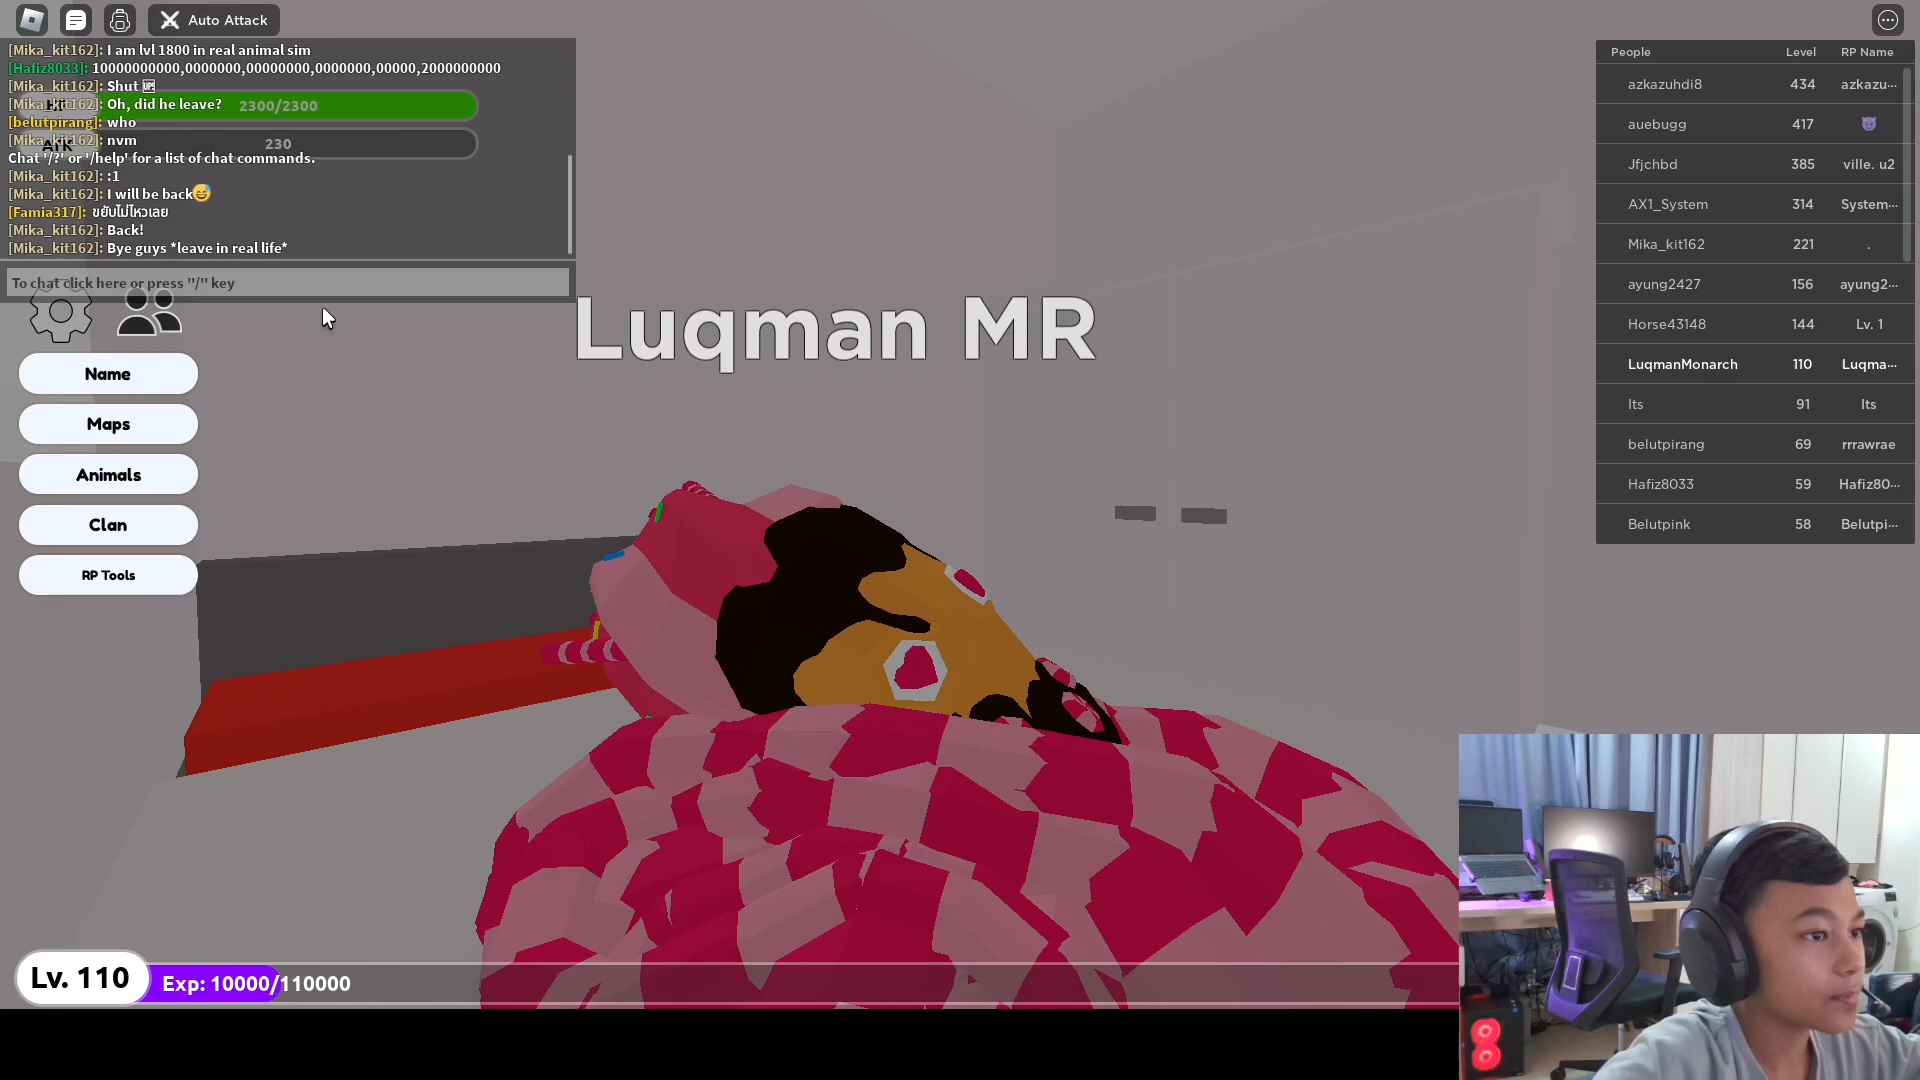 Auto Attack
[Mika_kit162]: I am lvl 1800 in real animal sim
[Hafiz8033]: 10000000000,0000000,00000000,0000000,00000,2000000000
[Mika_kit162]: Shut 🆙
[Mika_kit162]: Oh, did he leave?
2300/2300
[belutpirang]: who
[Mika_kit162]: nvm
230
Chat '/?' or '/help' for a list of chat commands.
[Mika_kit162]: :1
[Mika_kit162]: I will be back😅
[Famia317]: ขยับไม่ไหวเลย
[Mika_kit162]: Back!
[Mika_kit162]: Bye guys *leave in real life*
To chat click here or press "/" key
Name
Maps
Animals
Clan
RP Tools
Luqman MR
People Level RP Name
azkazuhdi8 434 azkazu...
auebugg 417 😈
Jfjchbd 385 ville. u2
AX1_System 314 System...
Mika_kit162 221 .
ayung2427 156 ayung2...
Horse43148 144 Lv. 1
LuqmanMonarch 110 Luqma...
Its 91 Its
belutpirang 69 rrrawrae
Hafiz8033 59 Hafiz80...
Belutpink 58 Belutpi...
Lv. 110
Exp: 10000/110000